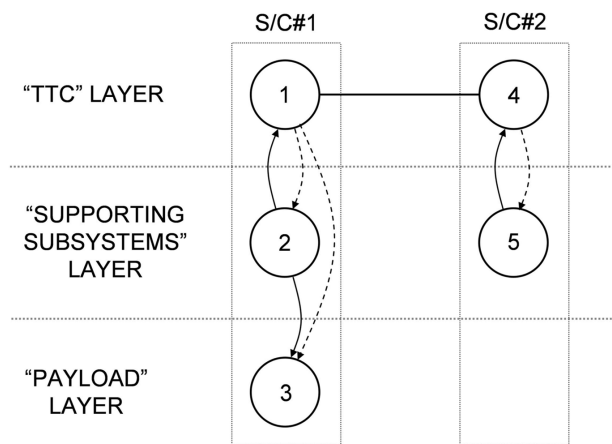 S/C#1
S/C#2
“TTC” LAYER
1
4
“SUPPORTING
SUBSYSTEMS”
LAYER
2
5
“PAYLOAD”
LAYER
3